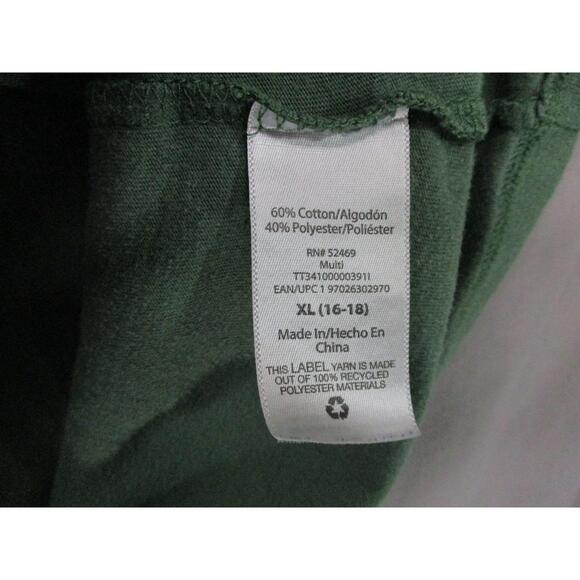 60% Cotton/Algodón
40% Polyester/Poliéster
RN# 52469
Multi
TT34100000391I
EAN/UPC 1 97026302970
XL (16-18)
Made In/Hecho En
China
THIS LABEL YARN IS MADE
OUT OF 100% RECYCLED
POLYESTER MATERIALS